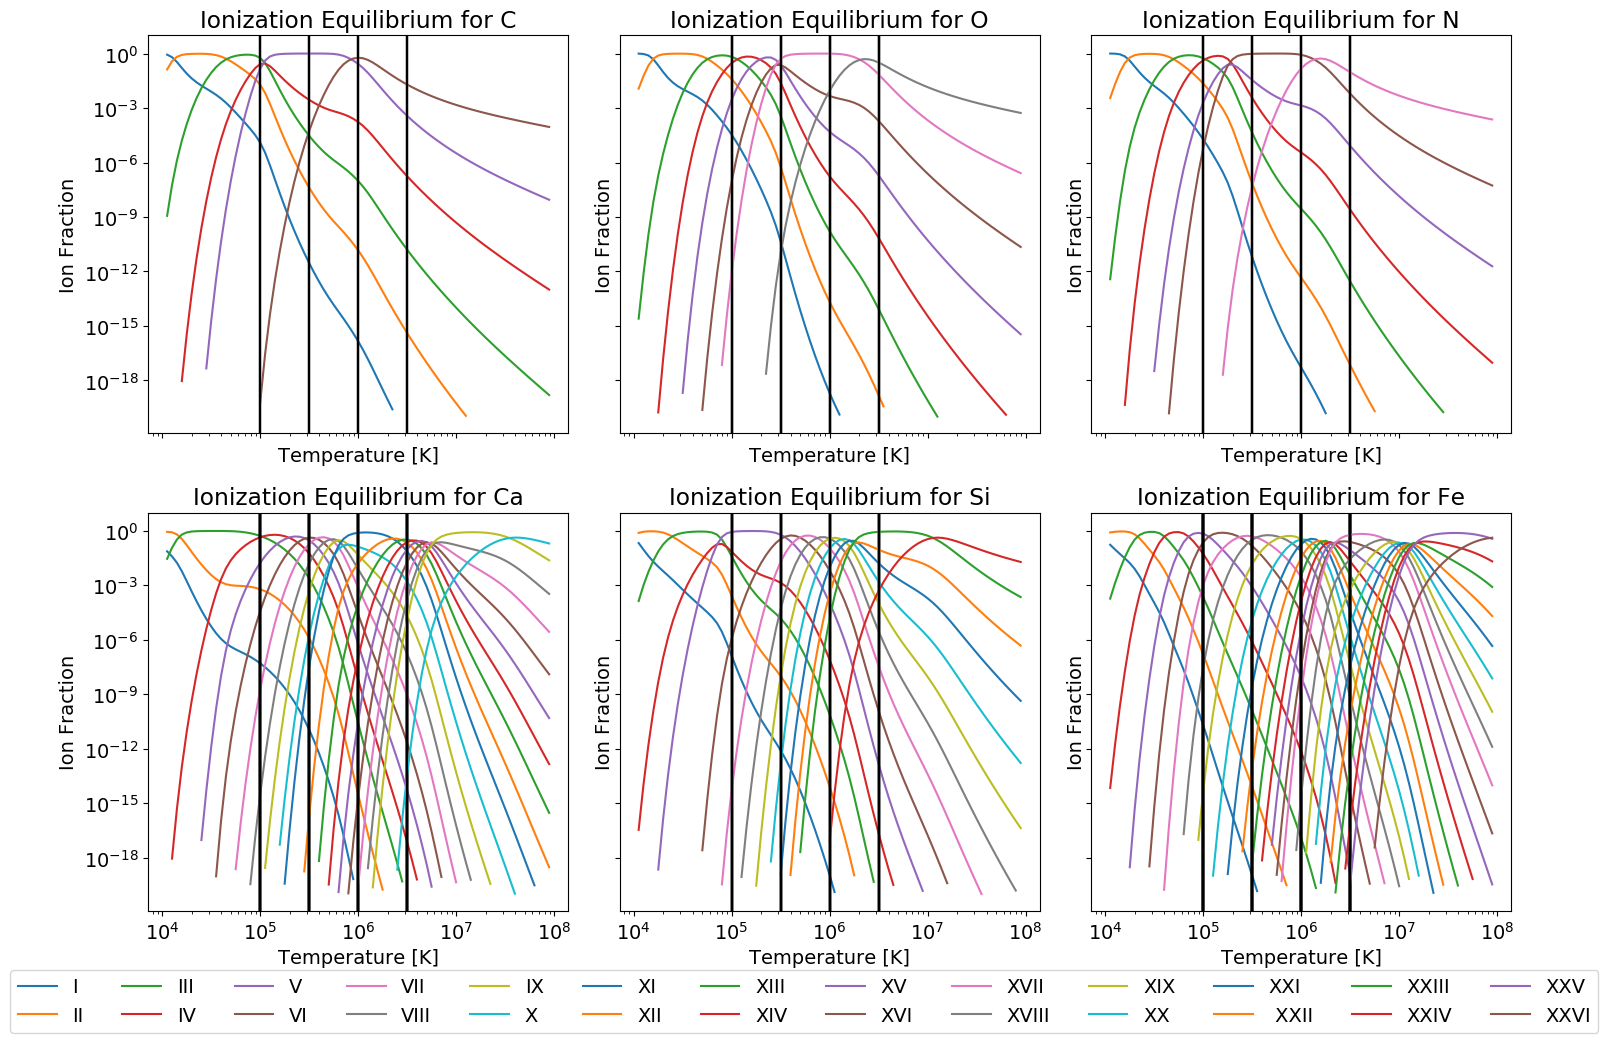 Ionization Equilibrium for C
Ionization Equilibrium for O
Ionization Equilibrium for N
10^0
10^-3
10^-6
10^-9
10^-12
10^-15
10^-18
Ion Fraction
Ion Fraction
Ion Fraction
Temperature [K]
Temperature [K]
Temperature [K]
Ionization Equilibrium for Ca
Ionization Equilibrium for Si
Ionization Equilibrium for Fe
10^0
10^-3
10^-6
10^-9
10^-12
10^-15
10^-18
Ion Fraction
Ion Fraction
Ion Fraction
10^4 10^5 10^6 10^7 10^8
10^4 10^5 10^6 10^7 10^8
10^4 10^5 10^6 10^7 10^8
Temperature [K]
Temperature [K]
Temperature [K]
I III V VII IX XI XIII XV XVII XIX XXI XXIII XXV
II IV VI VIII X XII XIV XVI XVIII XX XXII XXIV XXVI